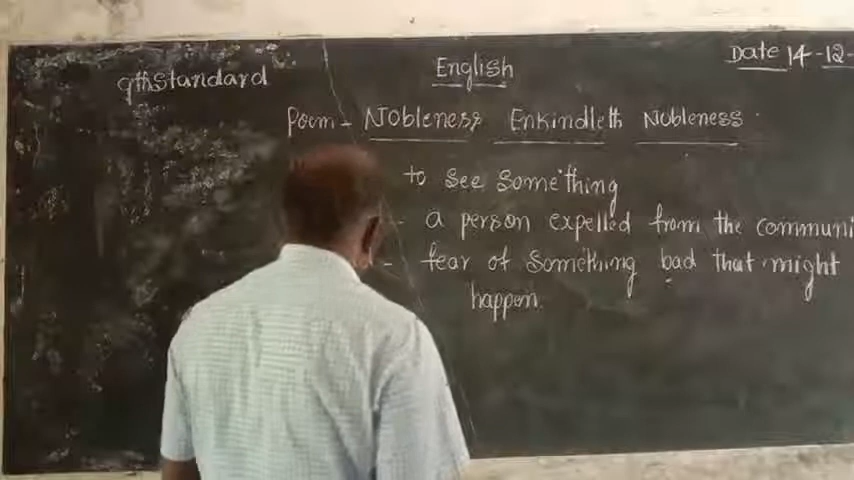 9thstandard English Date 14-12-
Poem - Nobleness Enkindleth Nobleness
to see something
- a person expelled from the communi
- fear of something bad that might
happen.